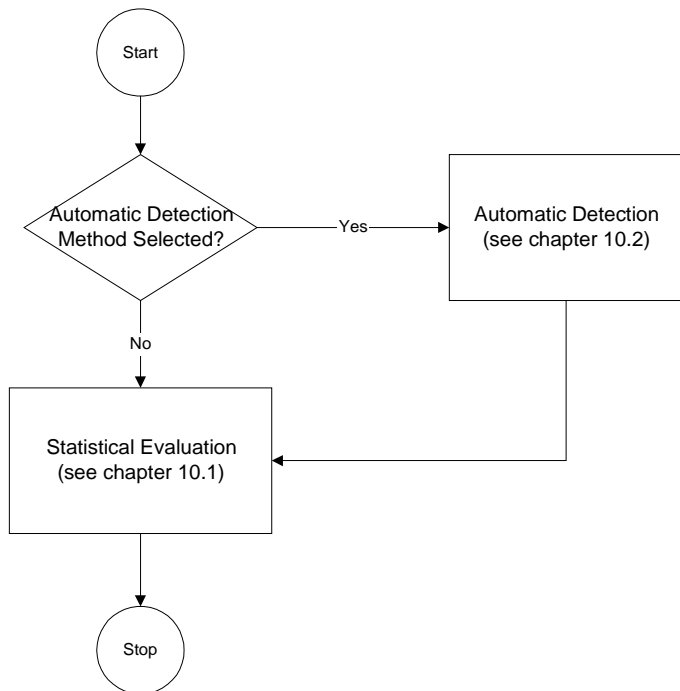 Start
Automatic Detection
Method Selected?
Yes
Automatic Detection
(see chapter 10.2)
No
Statistical Evaluation
(see chapter 10.1)
Stop